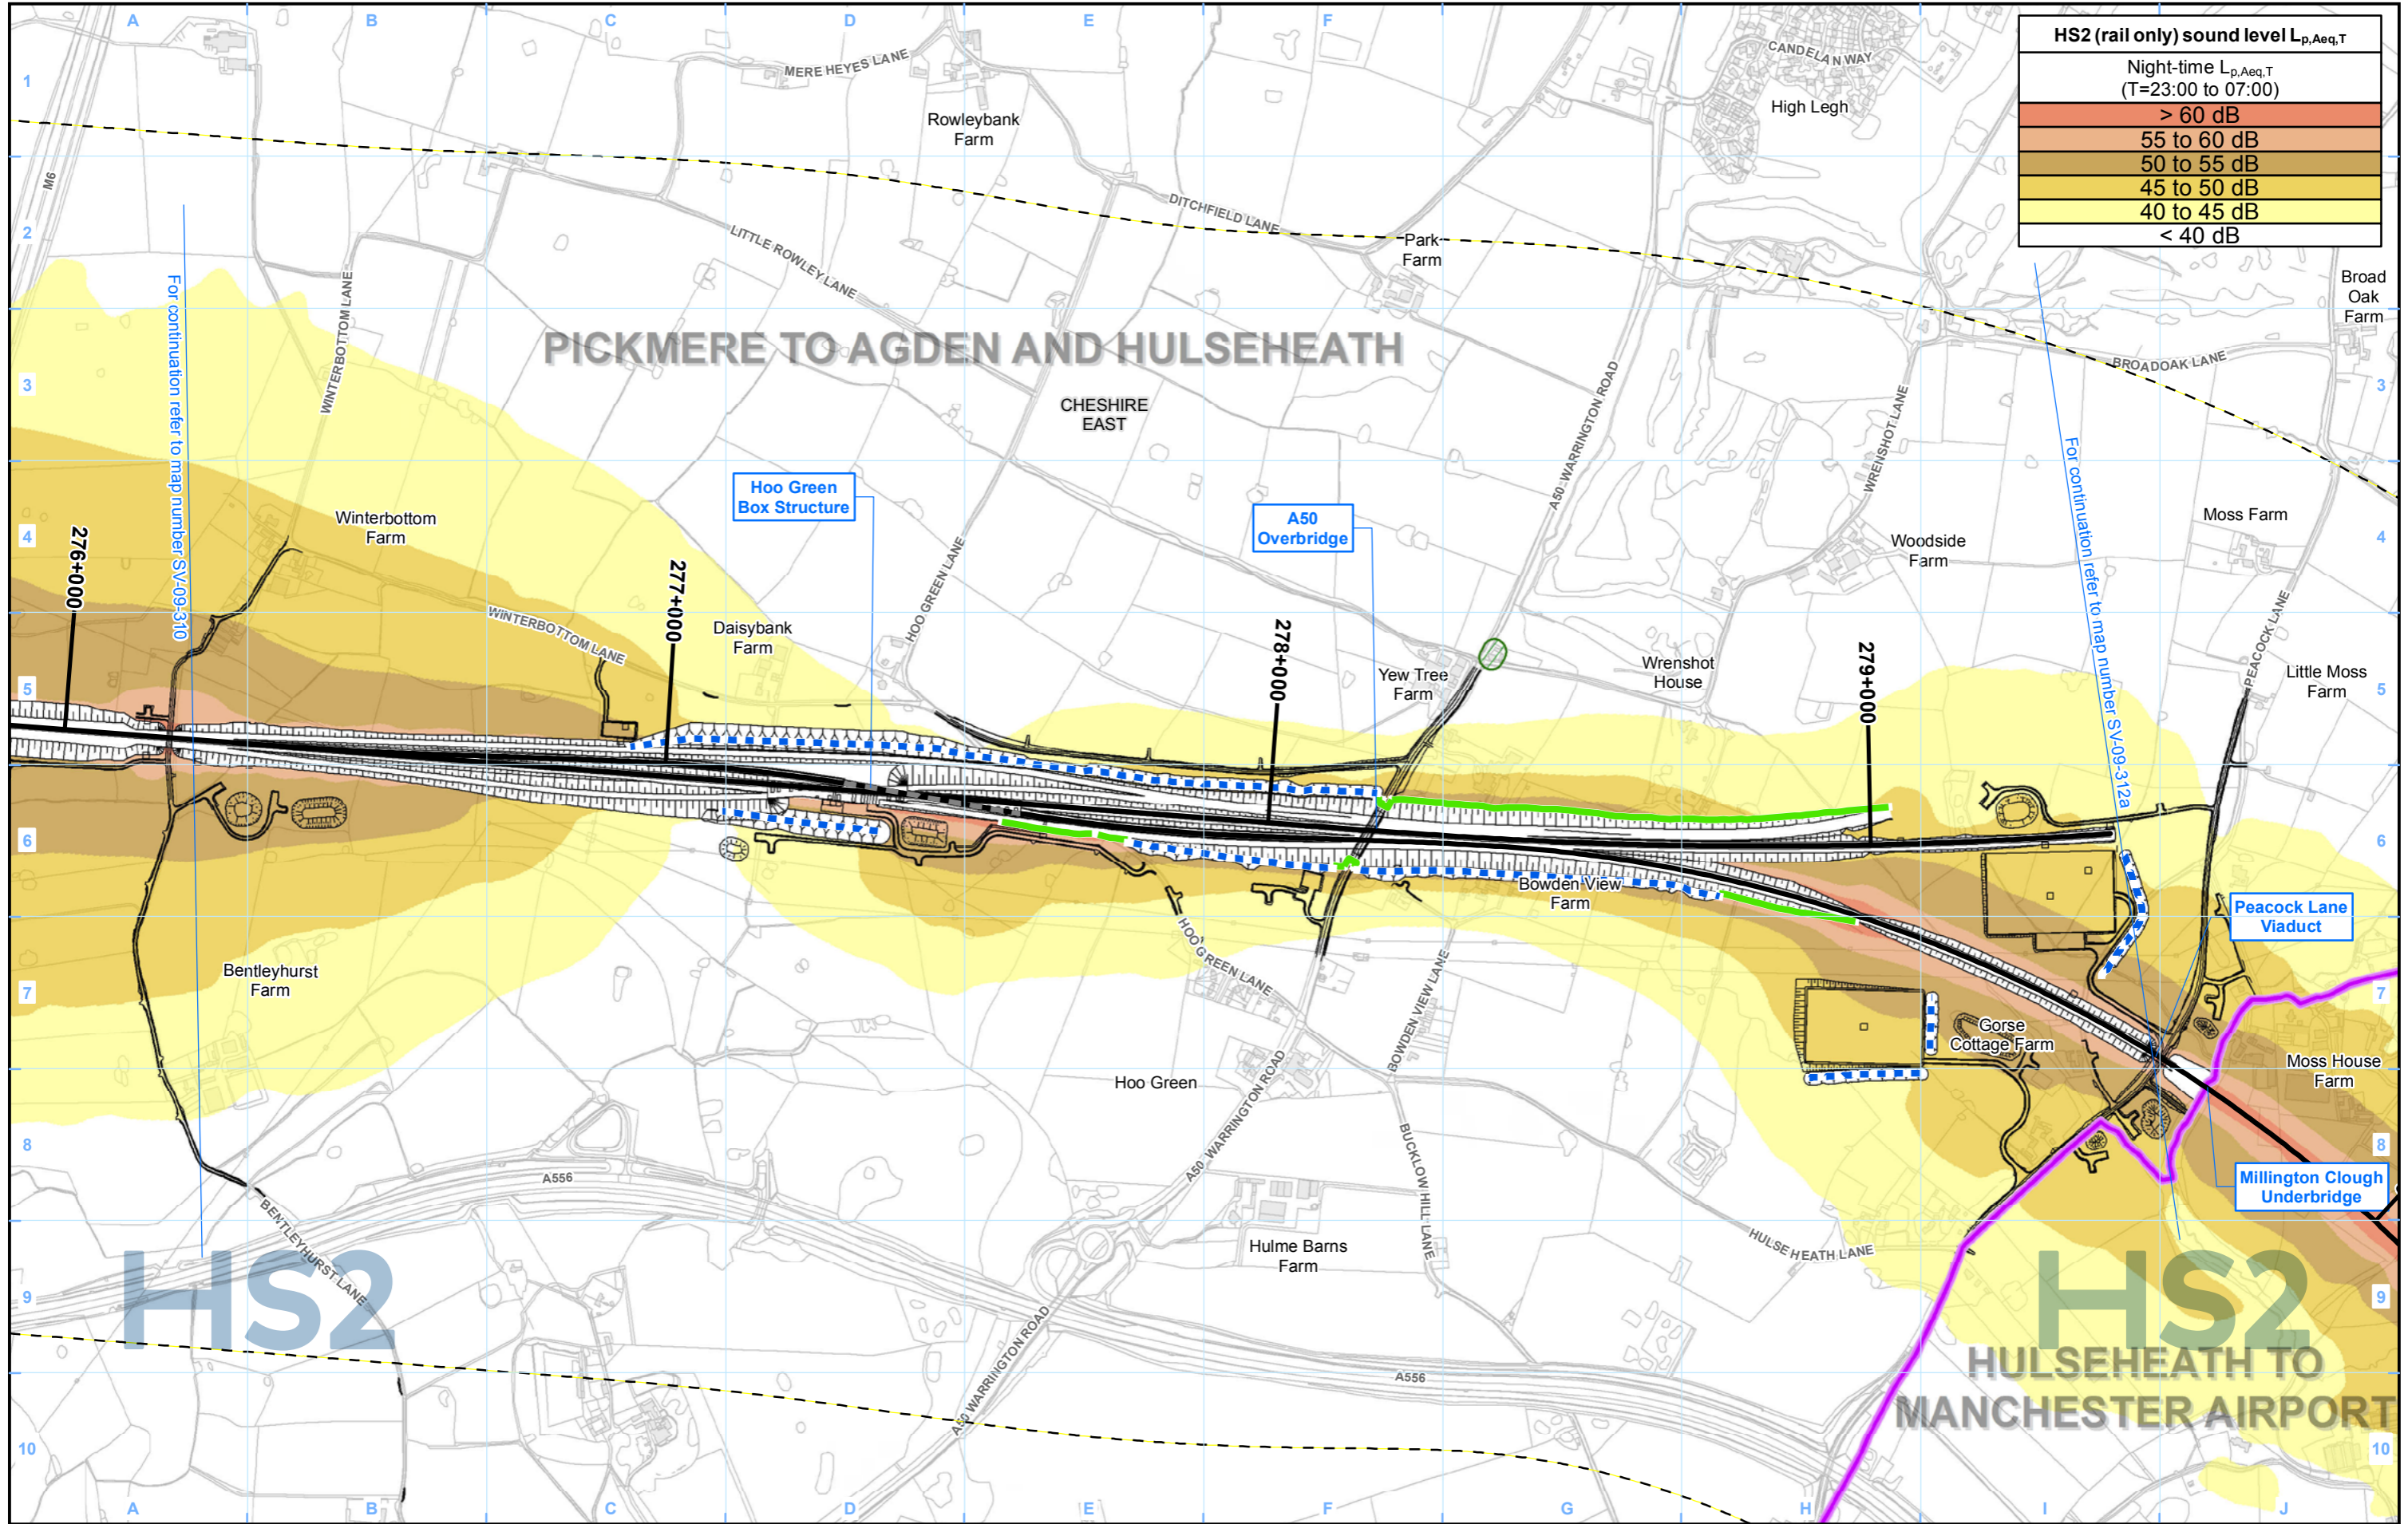 A
B
C
D
E
F
HS2 (rail only) sound level Lp,Aeq,T
Night-time Lp,Aeq,T
(T=23:00 to 07:00)
> 60 dB
55 to 60 dB
50 to 55 dB
45 to 50 dB
40 to 45 dB
< 40 dB
1
MERE HEYES LANE
CANDELAN WAY
High Legh
Rowleybank
Farm
M6
2
DITCHFIELD LANE
LITTLE ROWLEY LANE
Park
Farm
WINTERBOTTOM LANE
For continuation refer to map number SV-09-310
Broad
Oak
Farm
PICKMERE TO AGDEN AND HULSEHEATH
BROADOAK LANE
3
3
CHESHIRE
EAST
A50 WARRINGTON ROAD
WRENSHOT LANE
For continuation refer to map number SV-09-312a
Hoo Green
Box Structure
A50
Overbridge
Winterbottom
Farm
Moss Farm
4
4
Woodside
Farm
276+000
277+000
HOO GREEN LANE
WINTERBOTTOM LANE
Daisybank
Farm
278+000
279+000
PEACOCK LANE
5
5
Yew Tree
Farm
Wrenshot
House
Little Moss
Farm
6
6
Bowden View
Farm
Peacock Lane
Viaduct
HOO GREEN LANE
BOWDEN VIEW LANE
Bentleyhurst
Farm
7
7
Gorse
Cottage Farm
Hoo Green
Moss House
Farm
A50 WARRINGTON ROAD
BUCKLOW HILL LANE
8
8
A556
Millington Clough
Underbridge
BENTLEYHURST LANE
HULSE HEATH LANE
Hulme Barns
Farm
HS2
HS2
9
9
A50 WARRINGTON ROAD
HULSEHEATH TO
MANCHESTER AIRPORT
A556
10
10
A
B
C
D
E
F
G
H
I
J